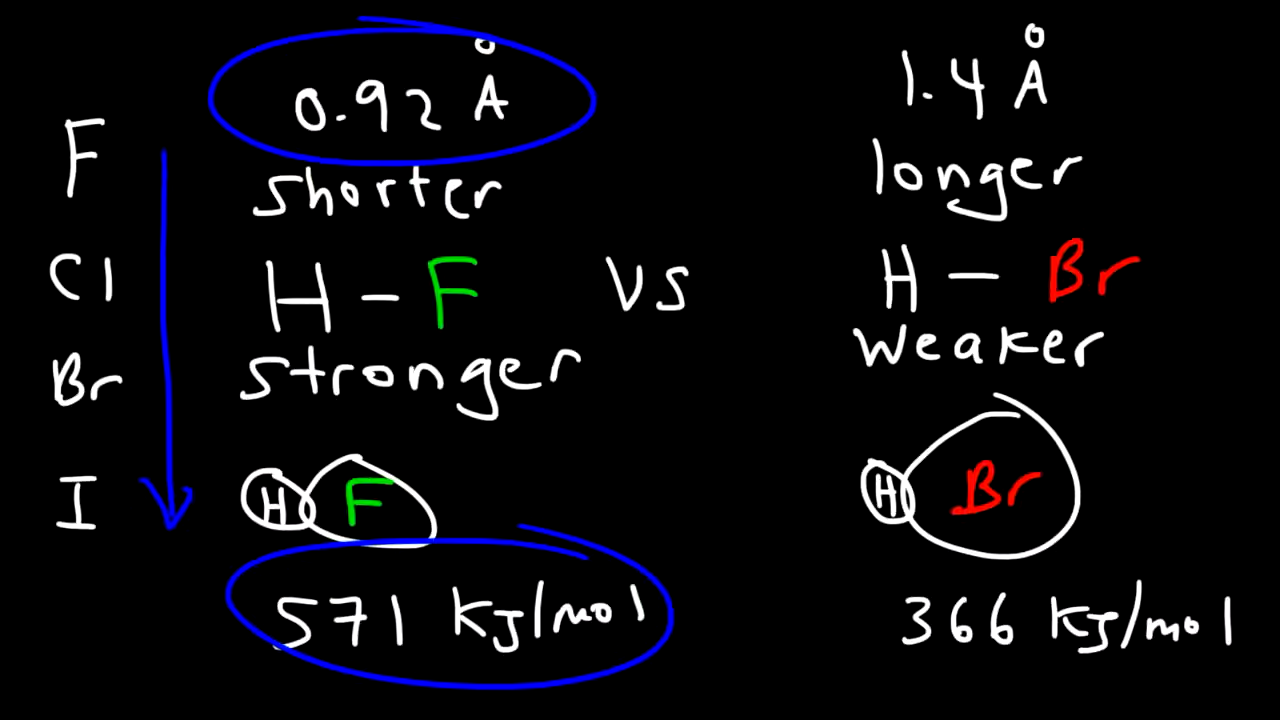 F
Cl
Br
I
0.92 Å
shorter
H - F
stronger
H F
571 KJ/mol
VS
1.4 Å
longer
H - Br
weaker
H Br
366 KJ/mol